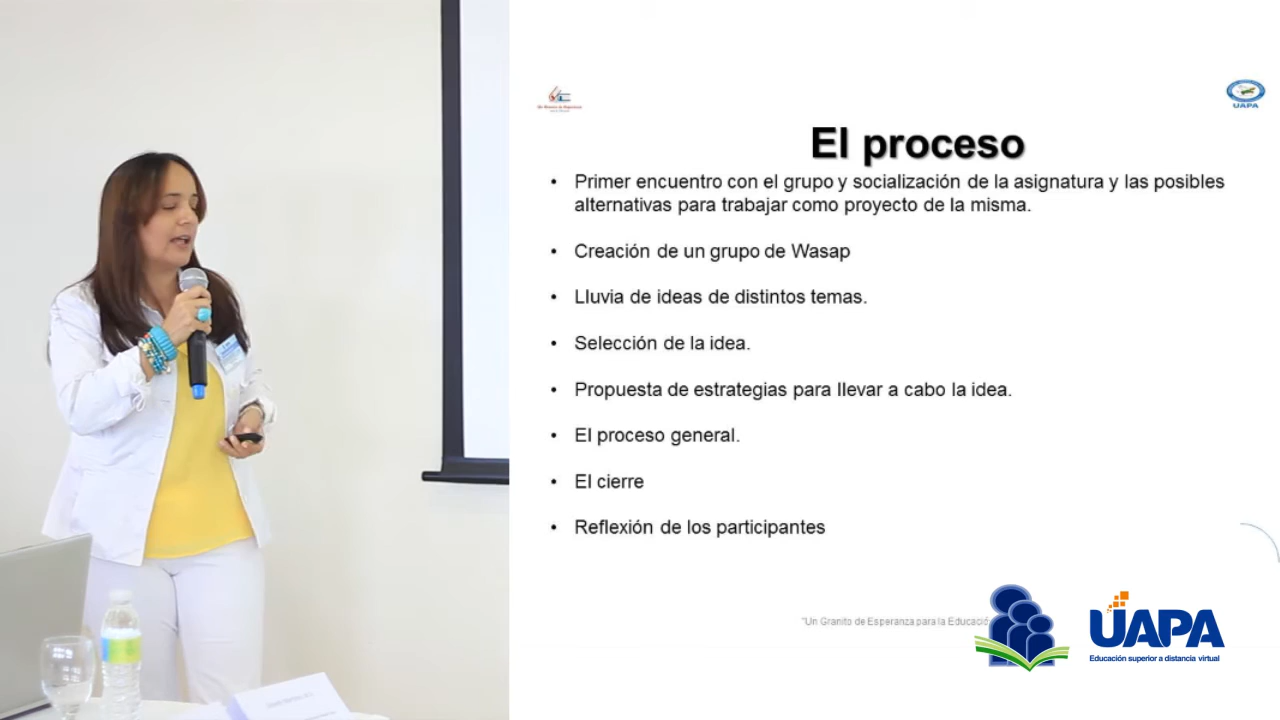 UAPA
El proceso
• Primer encuentro con el grupo y socialización de la asignatura y las posibles
alternativas para trabajar como proyecto de la misma.
• Creación de un grupo de Wasap
• Lluvia de ideas de distintos temas.
• Selección de la idea.
• Propuesta de estrategias para llevar a cabo la idea.
• El proceso general.
• El cierre
• Reflexión de los participantes
"Un Granito de Esperanza para la Educació
UAPA
Educación superior a distancia virtual